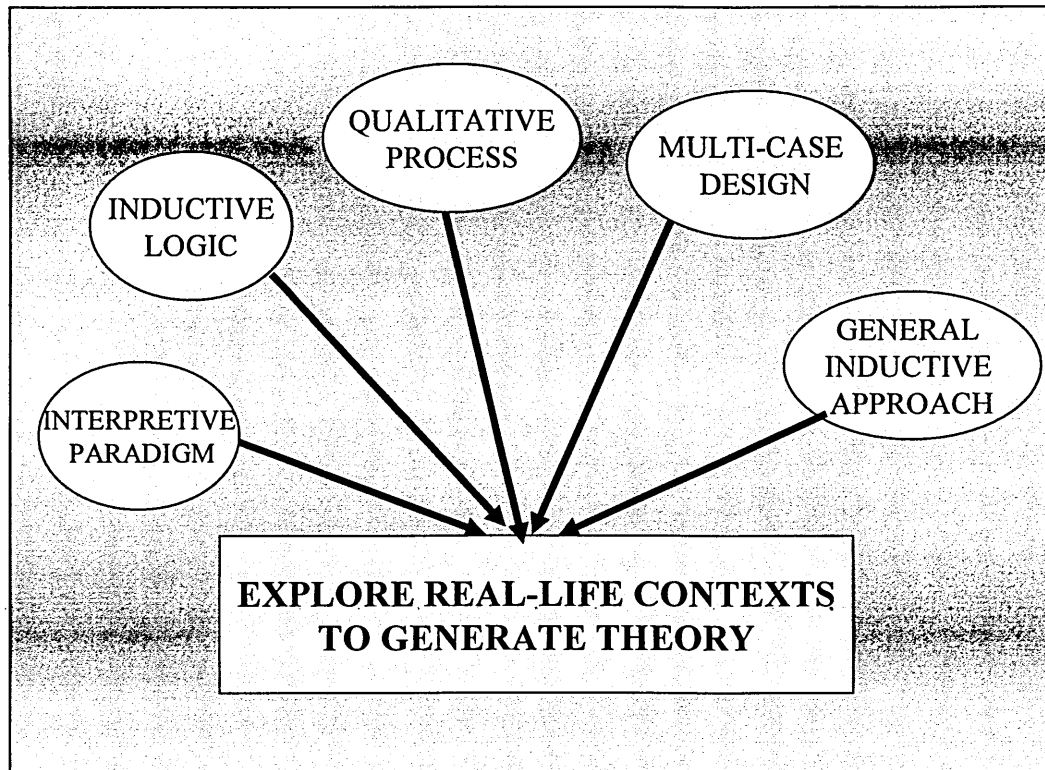 QUALITATIVE
PROCESS
MULTI-CASE
DESIGN
INDUCTIVE
LOGIC
GENERAL
INDUCTIVE
APPROACH
INTERPRETIVE
PARADIGM
EXPLORE REAL-LIFE CONTEXTS
TO GENERATE THEORY